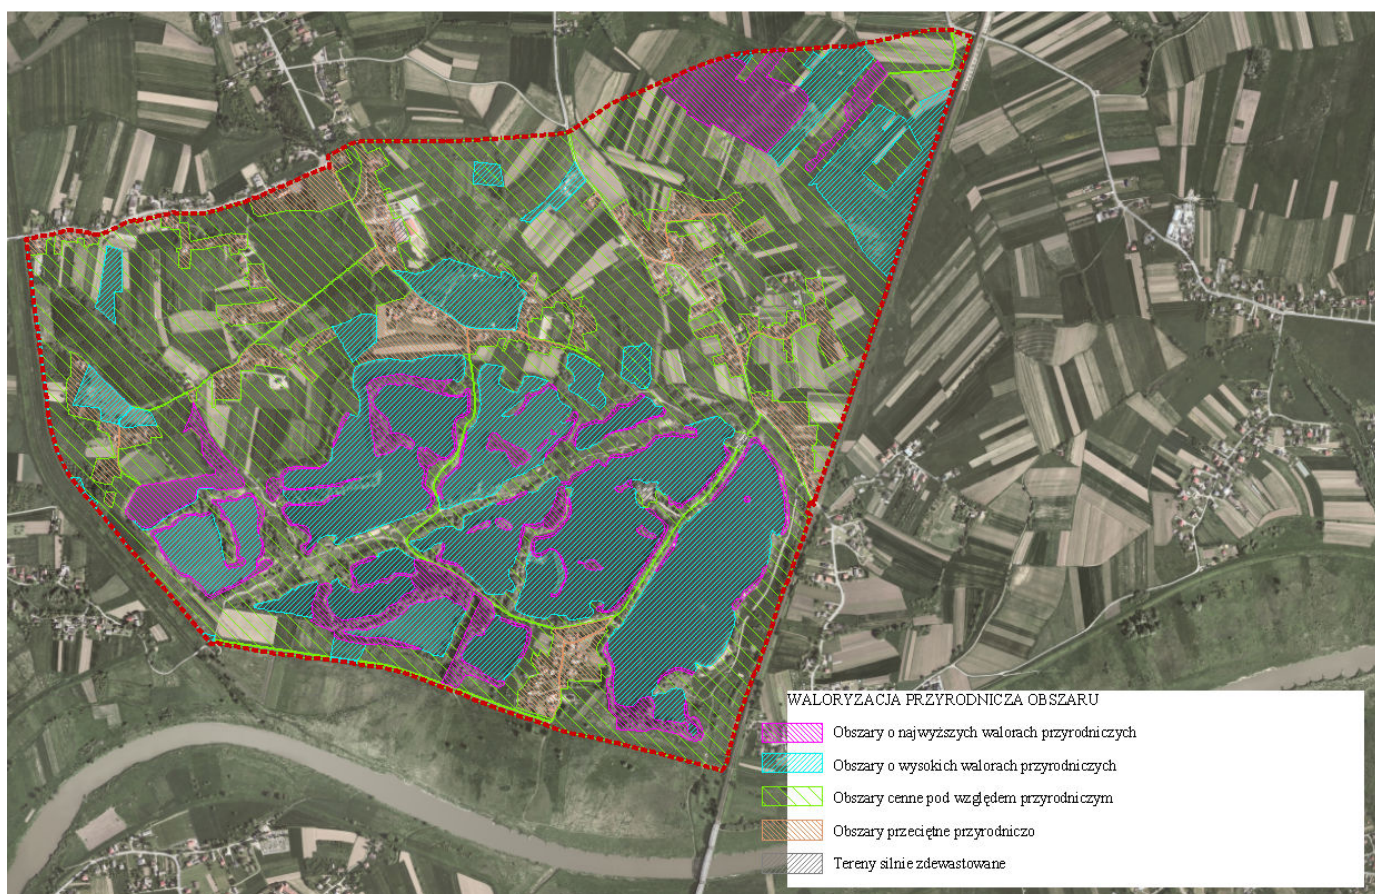 WALORYZACJA PRZYRODNICZA OBSZARU
Obszary o najwyższych walorach przyrodniczych
Obszary o wysokich walorach przyrodniczych
Obszary cenne pod względem przyrodniczym
Obszary przeciętne przyrodniczo
Tereny silnie zdewastowane